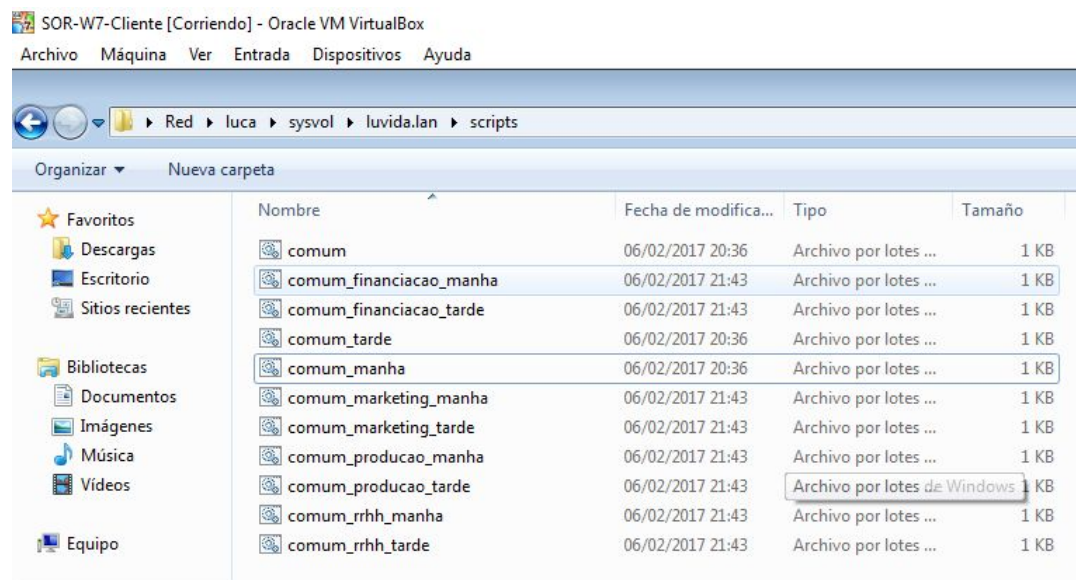 SOR-W7-Cliente [Corriendo] - Oracle VM VirtualBox
Archivo Máquina Ver Entrada Dispositivos Ayuda
Red luca sysvol luvida.lan scripts
Organizar Nueva carpeta
Favoritos
Descargas
Escritorio
Sitios recientes
Bibliotecas
Documentos
Imágenes
Música
Vídeos
Equipo
Nombre Fecha de modifica... Tipo Tamaño
comum 06/02/2017 20:36 Archivo por lotes ... 1 KB
comum_financiacao_manha 06/02/2017 21:43 Archivo por lotes ... 1 KB
comum_financiacao_tarde 06/02/2017 21:43 Archivo por lotes ... 1 KB
comum_tarde 06/02/2017 20:36 Archivo por lotes ... 1 KB
comum_manha 06/02/2017 20:36 Archivo por lotes ... 1 KB
comum_marketing_manha 06/02/2017 21:43 Archivo por lotes ... 1 KB
comum_marketing_tarde 06/02/2017 21:43 Archivo por lotes ... 1 KB
comum_producao_manha 06/02/2017 21:43 Archivo por lotes ... 1 KB
comum_producao_tarde 06/02/2017 21:43 Archivo por lotes de Windows 1 KB
comum_rrhh_manha 06/02/2017 21:43 Archivo por lotes ... 1 KB
comum_rrhh_tarde 06/02/2017 21:43 Archivo por lotes ... 1 KB